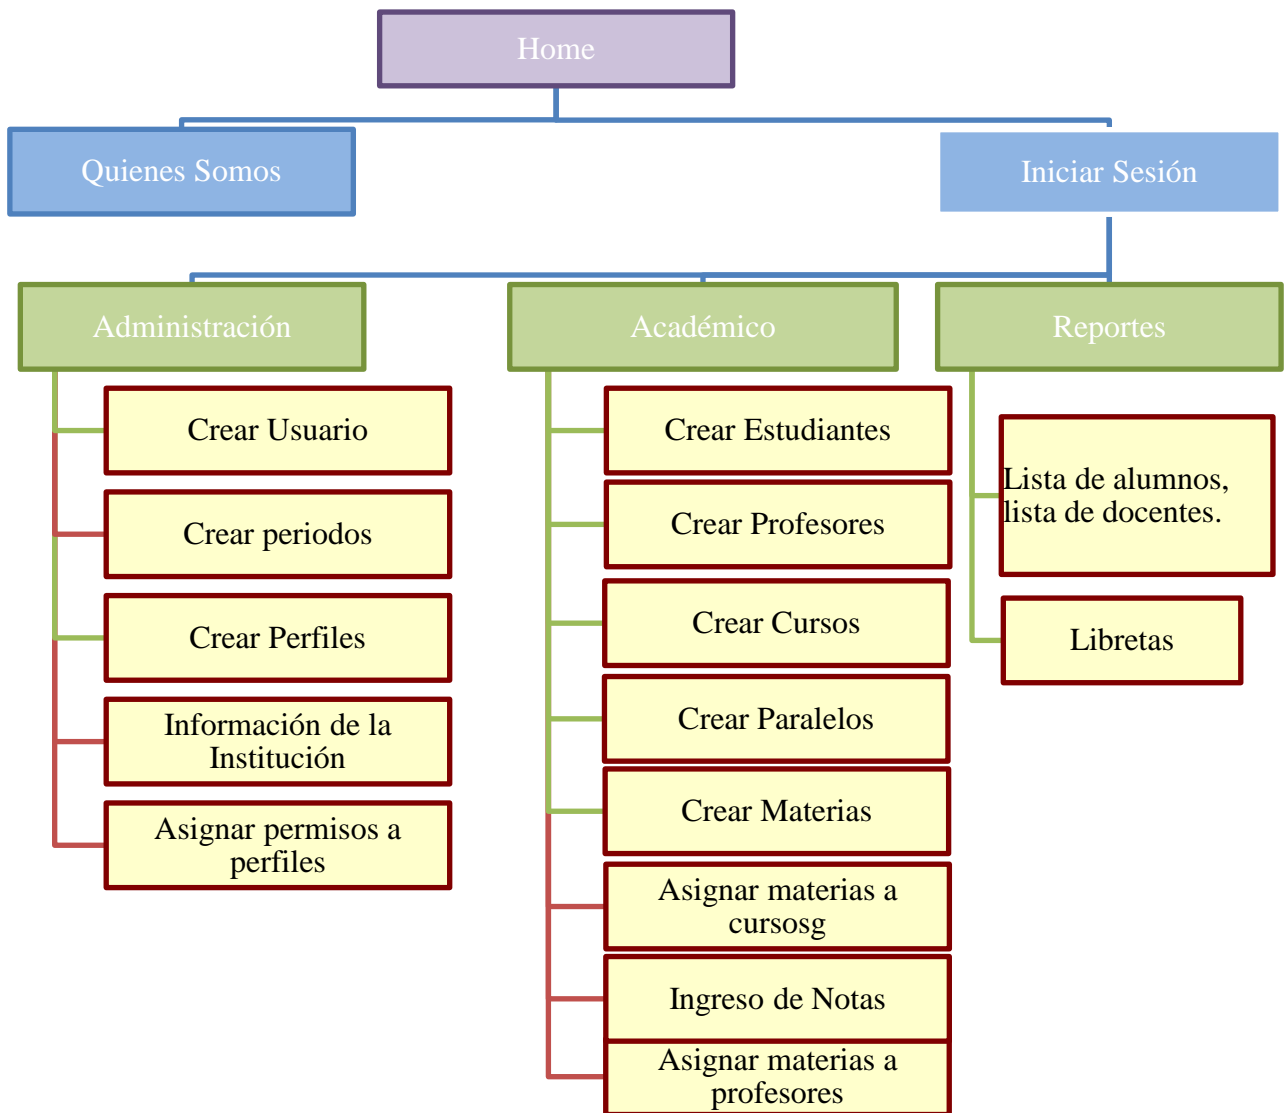 Home
Quienes Somos
Iniciar Sesión
Administración
Crear Usuario
Crear periodos
Crear Perfiles
Información de la
Institución
Asignar permisos a
perfiles
Académico
Crear Estudiantes
Crear Profesores
Crear Cursos
Crear Paralelos
Crear Materias
Asignar materias a
cursosg
Ingreso de Notas
Asignar materias a
profesores
Reportes
Lista de alumnos,
lista de docentes.
Libretas